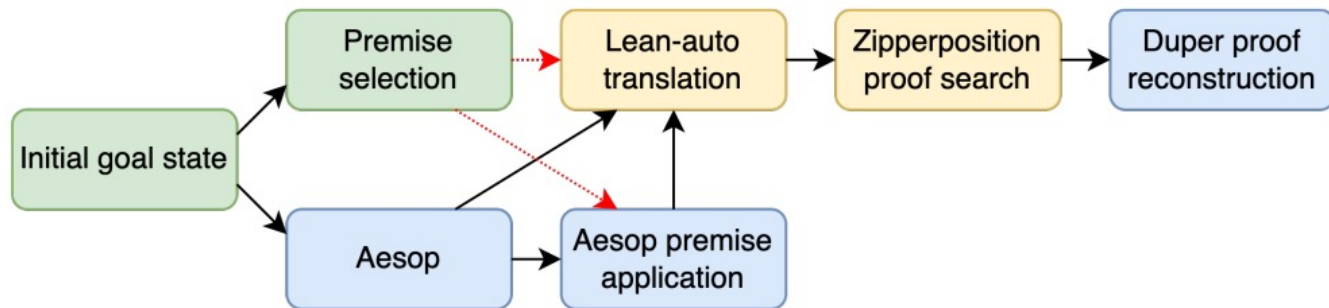 Premise
selection
Lean-auto
translation
Zipperposition
proof search
Duper proof
reconstruction
Initial goal state
Aesop
Aesop premise
application